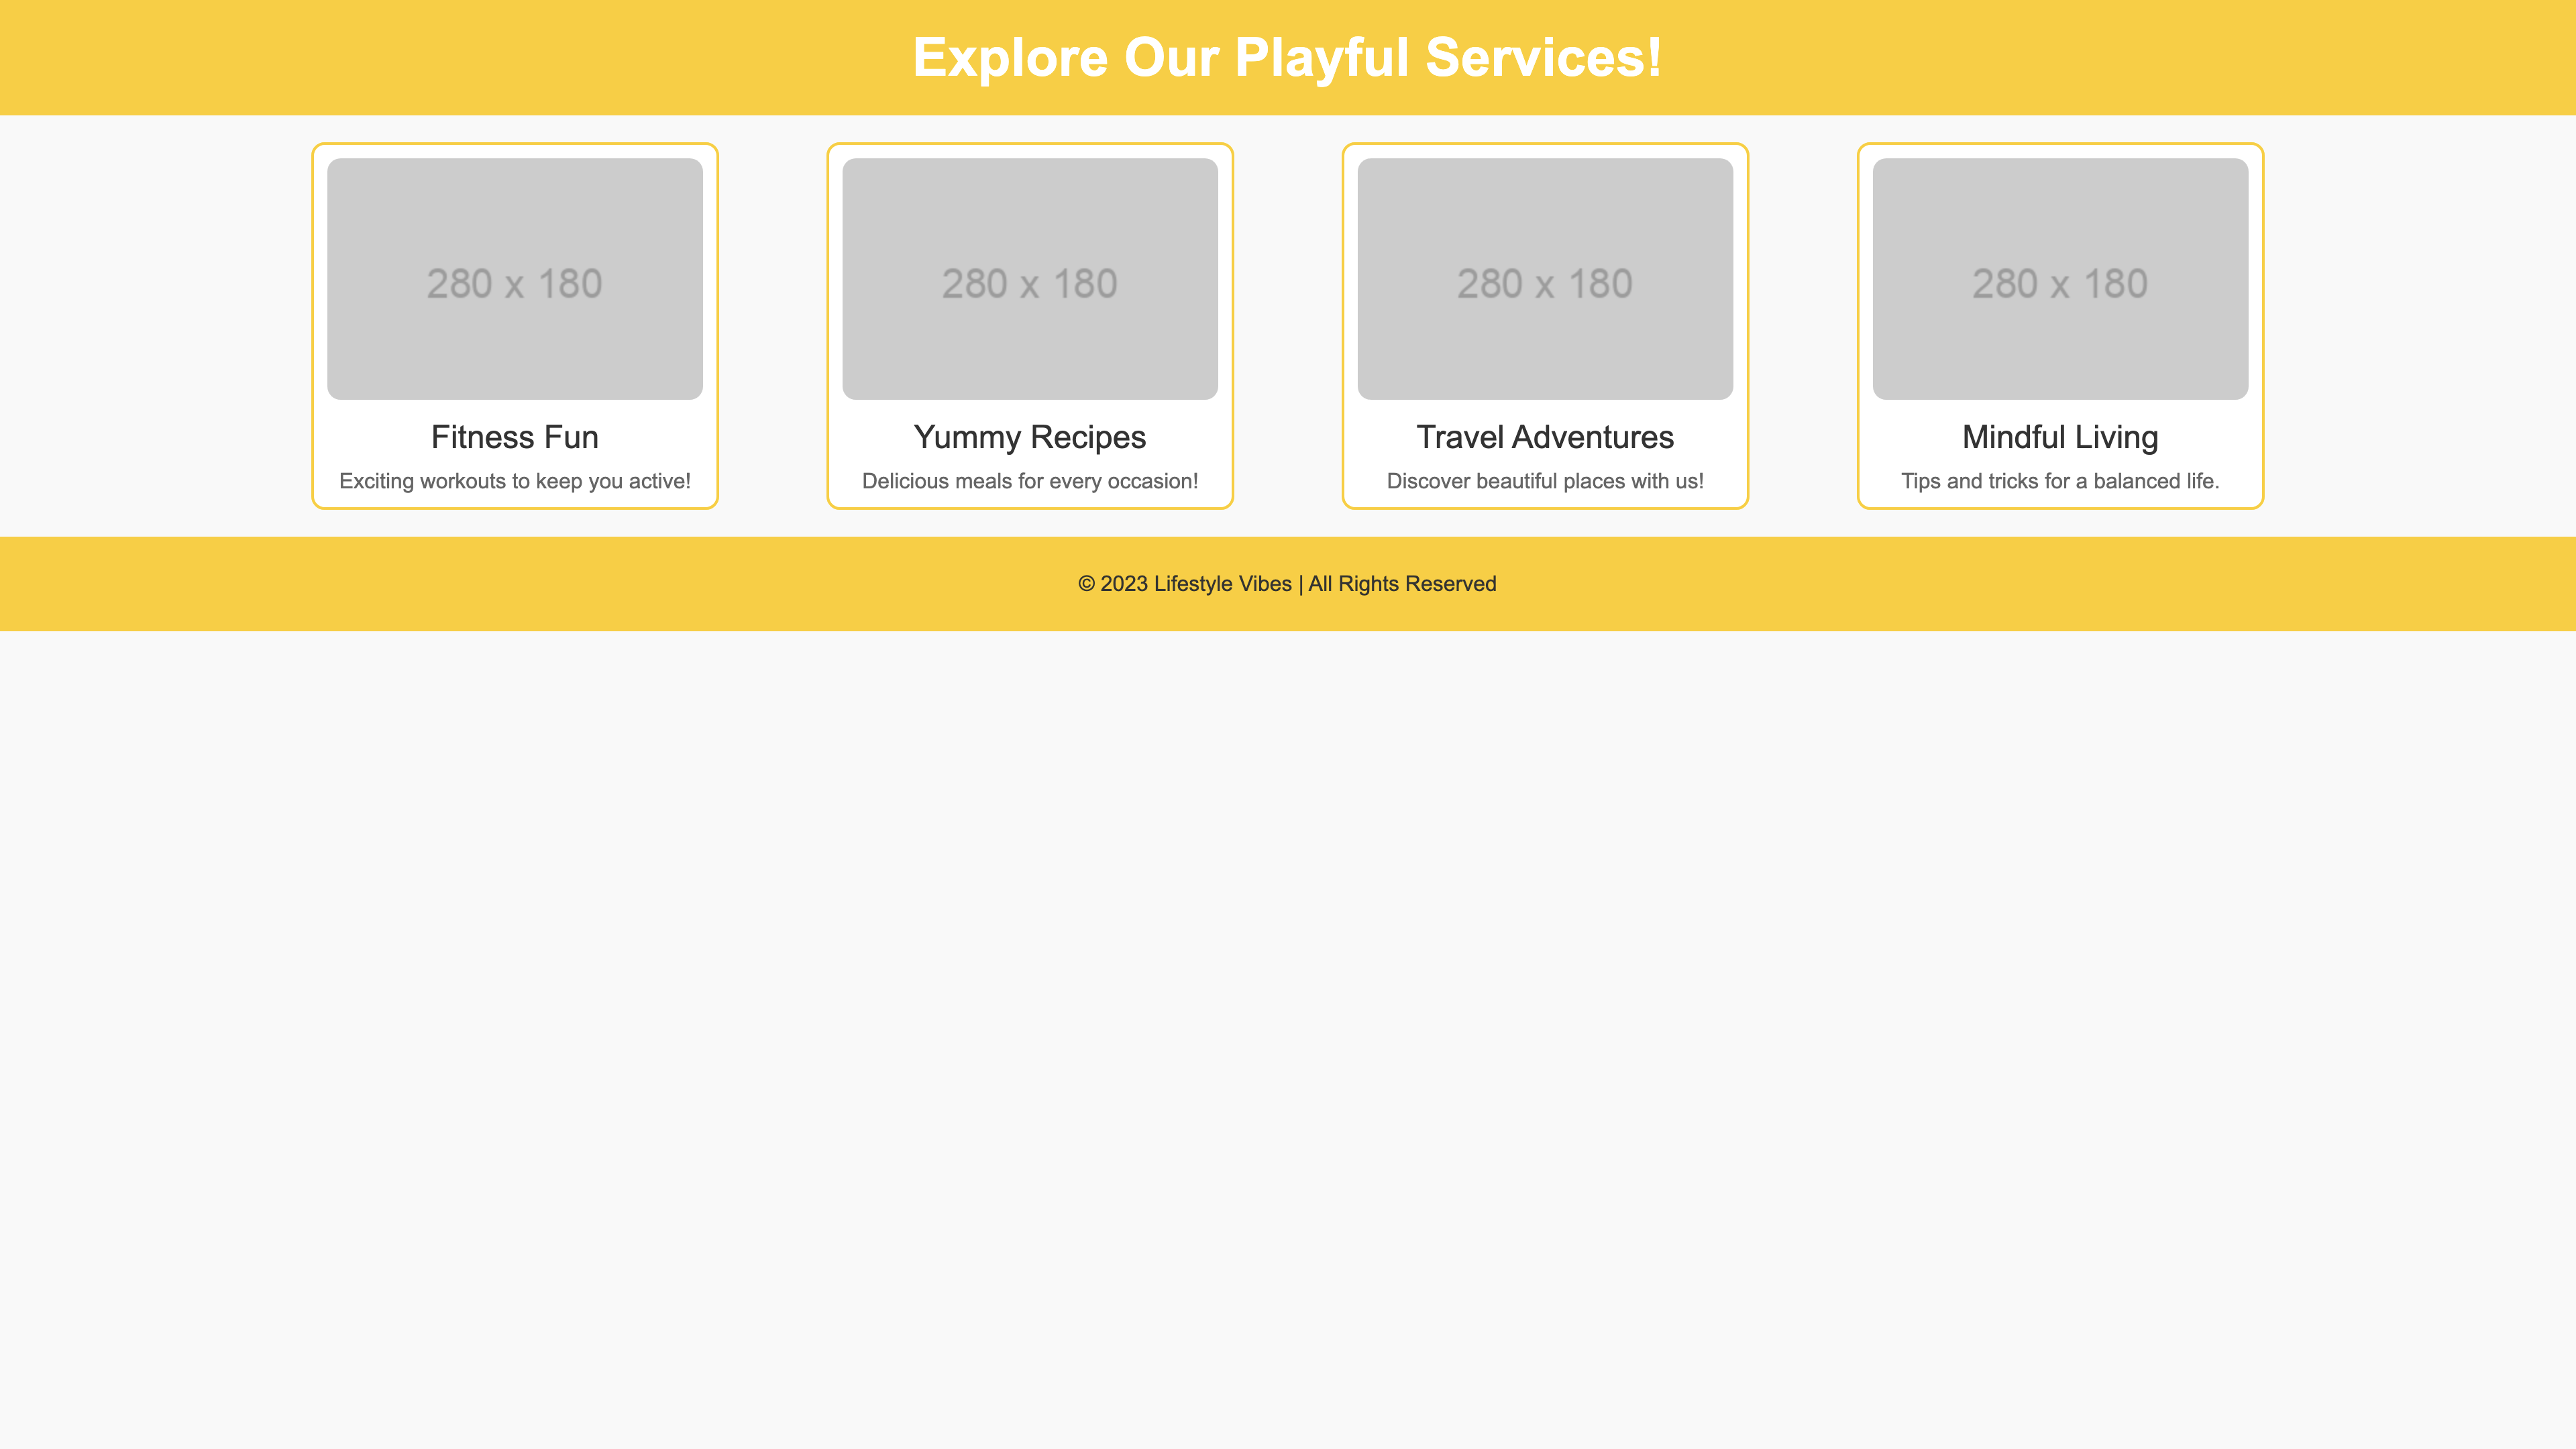 Explore Our Playful Services!
280 x 180
280 x 180
280 x 180
280 x 180
Fitness Fun
Yummy Recipes
Travel Adventures
Mindful Living
Exciting workouts to keep you active!
Delicious meals for every occasion!
Discover beautiful places with us!
Tips and tricks for a balanced life.
© 2023 Lifestyle Vibes | All Rights Reserved